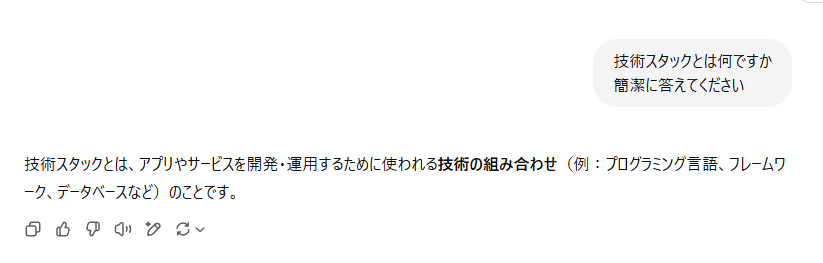 技術スタックとは何ですか
簡潔に答えてください
技術スタックとは、アプリやサービスを開発・運用するために使われる技術の組み合わせ（例：プログラミング言語、フレームワ
ーク、データベースなど）のことです。